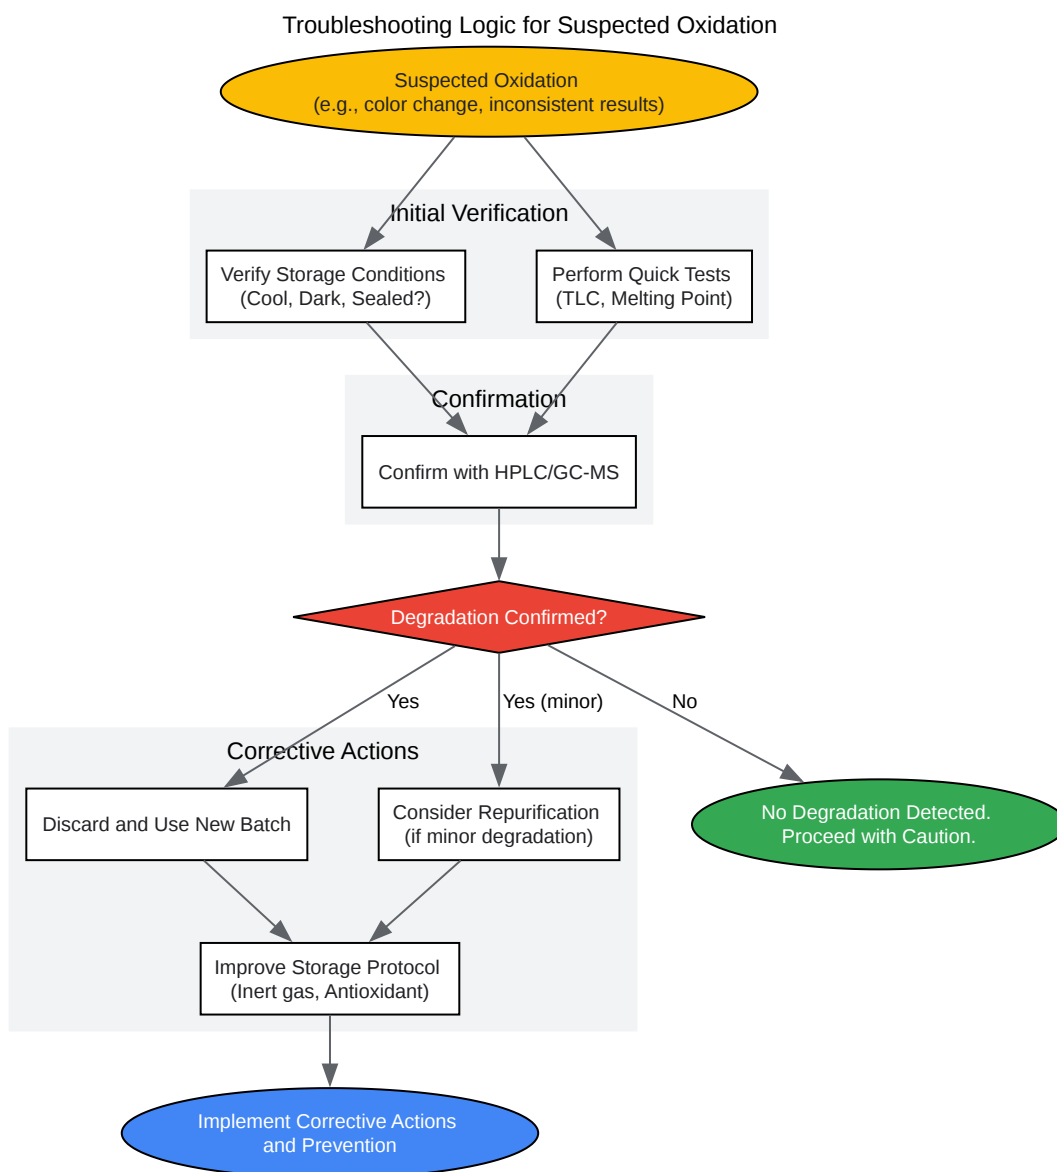 Troubleshooting Logic for Suspected Oxidation
Suspected Oxidation
(e.g., color change, inconsistent results)
Initial Verification
Verify Storage Conditions
(Cool, Dark, Sealed?)
Perform Quick Tests
(TLC, Melting Point)
Confirmation
Confirm with HPLC/GC-MS
Degradation Confirmed?
Yes
Yes (minor)
No
Corrective Actions
Discard and Use New Batch
Consider Repurification
(if minor degradation)
No Degradation Detected.
Proceed with Caution.
Improve Storage Protocol
(Inert gas, Antioxidant)
Implement Corrective Actions
and Prevention